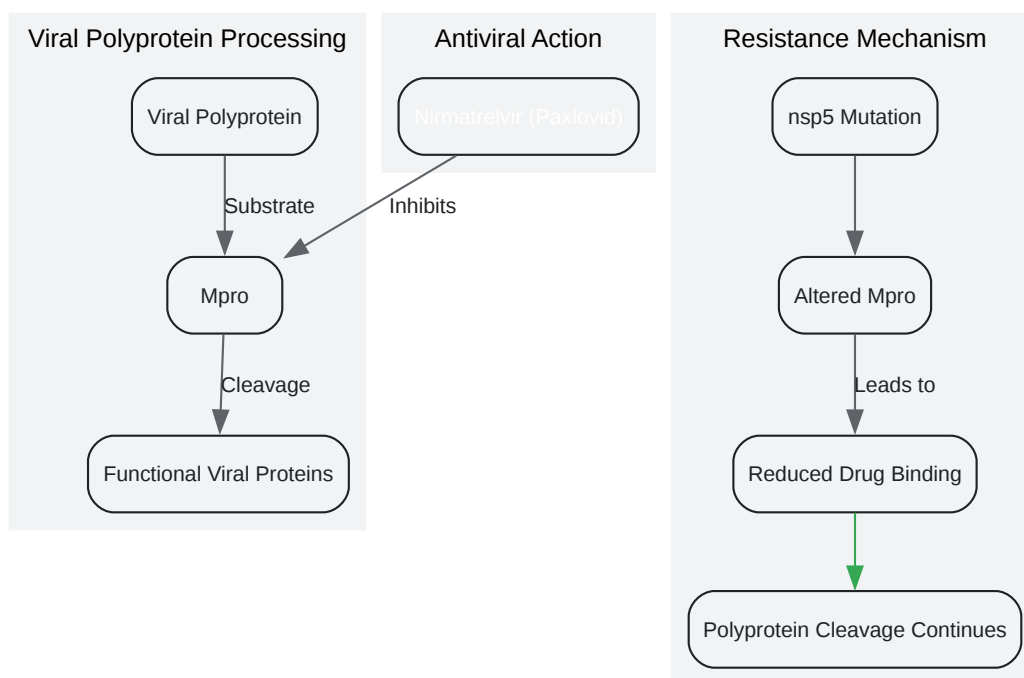 Viral Polyprotein Processing
Viral Polyprotein
Substrate
Mpro
Cleavage
Functional Viral Proteins
Antiviral Action
Nirmatrelvir (Paxlovid)
Inhibits
Resistance Mechanism
nsp5 Mutation
Altered Mpro
Leads to
Reduced Drug Binding
Polyprotein Cleavage Continues